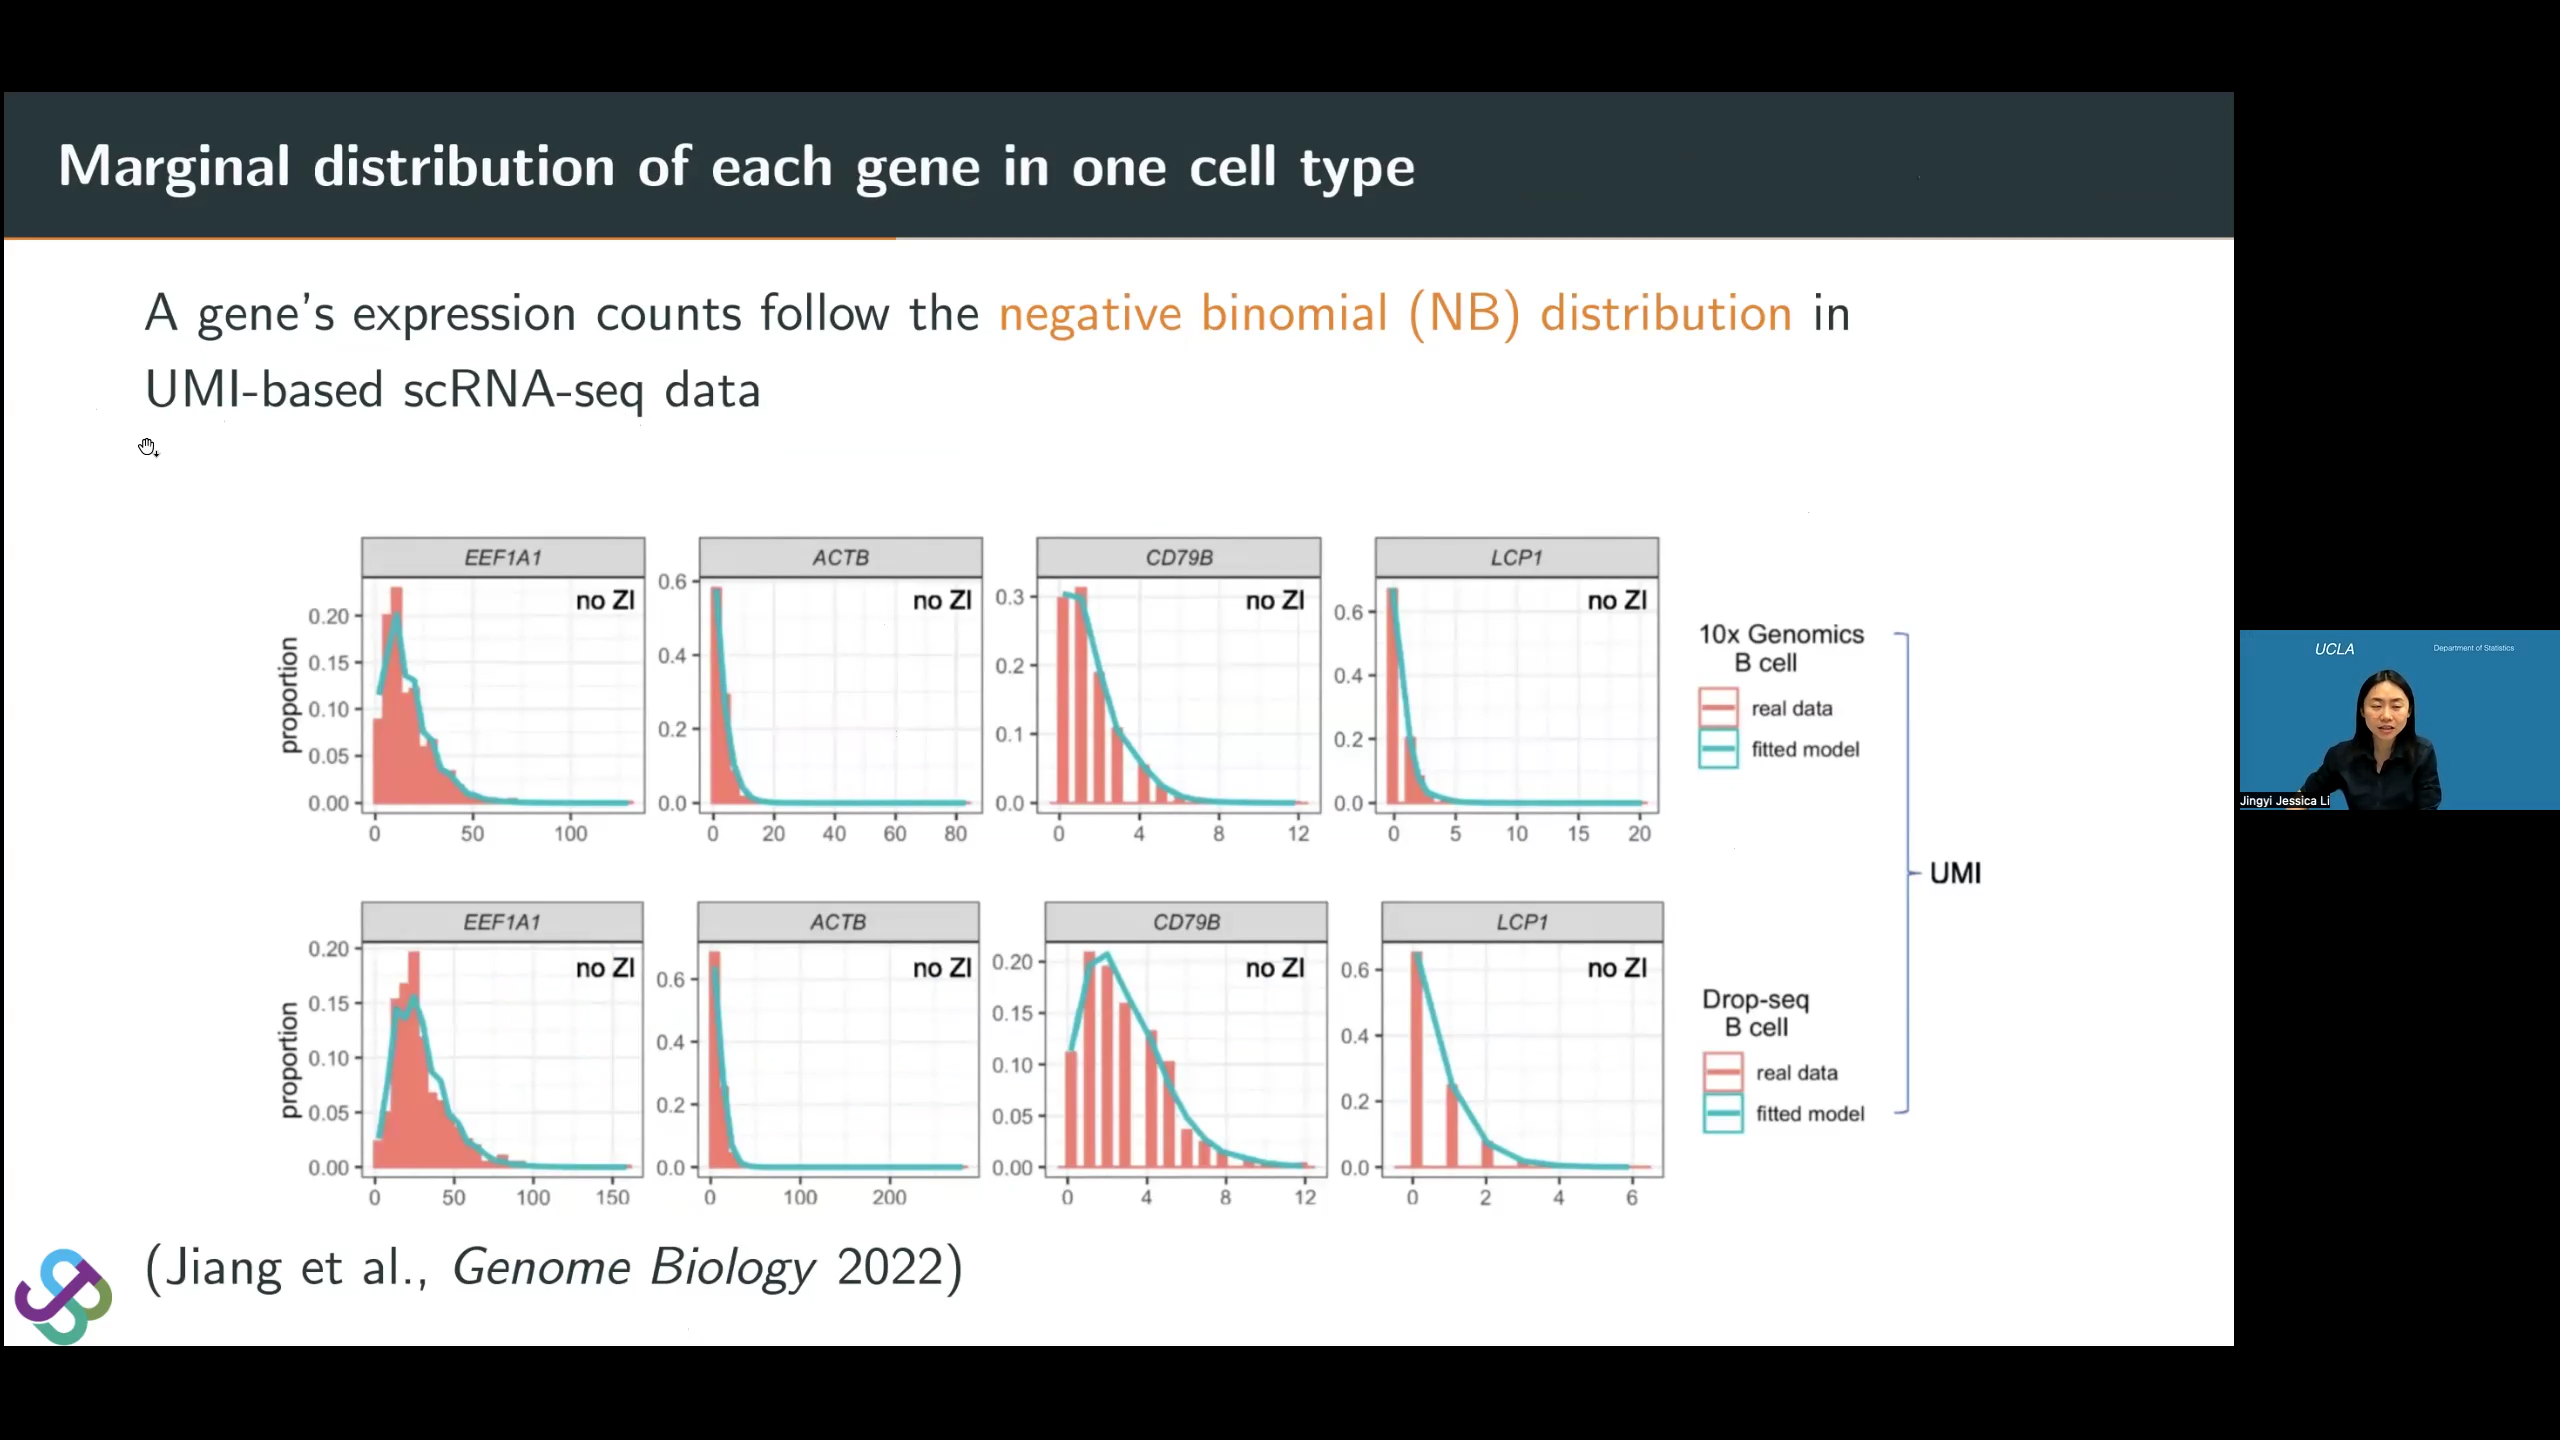 Marginal distribution of each gene in one cell type
A gene's expression counts follow the negative binomial (NB) distribution in
UMI-based scRNA-seq data
EEF1A1
ACTB
CD79B
LCP1
no ZI
no ZI
no ZI
no ZI
proportion
0.20
0.15
0.10
0.05
0.00
0 50 100
0.6
0.4
0.2
0.0
0 20 40 60 80
0.3
0.2
0.1
0.0
0 4 8 12
0.6
0.4
0.2
0.0
0 5 10 15 20
10x Genomics
B cell
real data
fitted model
UMI
EEF1A1
ACTB
CD79B
LCP1
no ZI
no ZI
no ZI
no ZI
proportion
0.20
0.15
0.10
0.05
0.00
0 50 100 150
0.6
0.4
0.2
0.0
0 100 200
0.20
0.15
0.10
0.05
0.00
0 4 8 12
0.6
0.4
0.2
0.0
0 2 4 6
Drop-seq
B cell
real data
fitted model
(Jiang et al., Genome Biology 2022)
UCLA
Department of Statistics
Jingyi Jessica Li